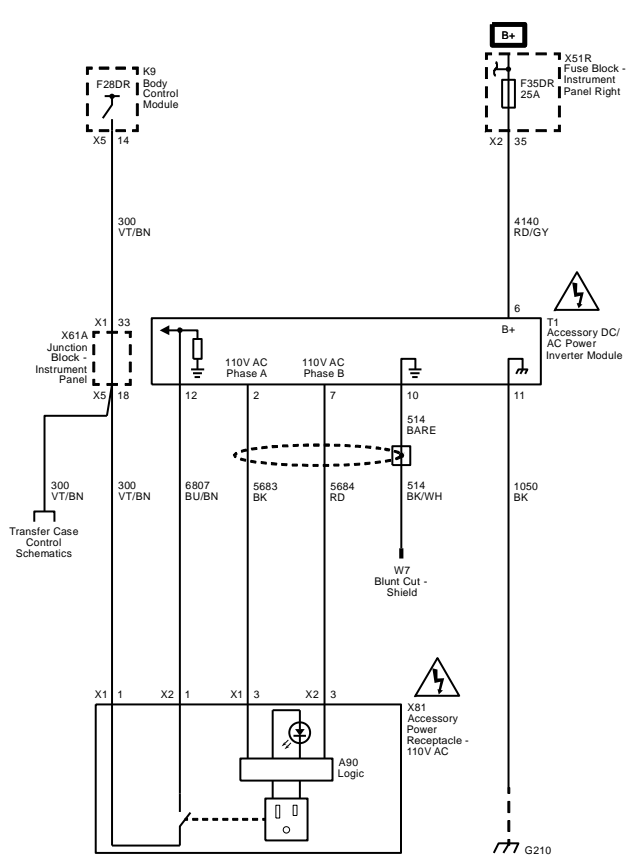 B+
K9
Body
Control
Module
F28DR
X5 14
X51R
Fuse Block -
Instrument
Panel Right
F35DR
25A
X2 35
300
VT/BN
4140
RD/GY
X1 33
X61A
Junction
Block -
Instrument
Panel
X5 18
6
B+
T1
Accessory DC/
AC Power
Inverter Module
110V AC
Phase A
110V AC
Phase B
12
2
7
10
11
514
BARE
300
VT/BN
300
VT/BN
6807
BU/BN
5683
BK
5684
RD
514
BK/WH
1050
BK
Transfer Case
Control
Schematics
W7
Blunt Cut -
Shield
X1 1
X2 1
X1 3
X2 3
X81
Accessory
Power
Receptacle -
110V AC
A90
Logic
G210